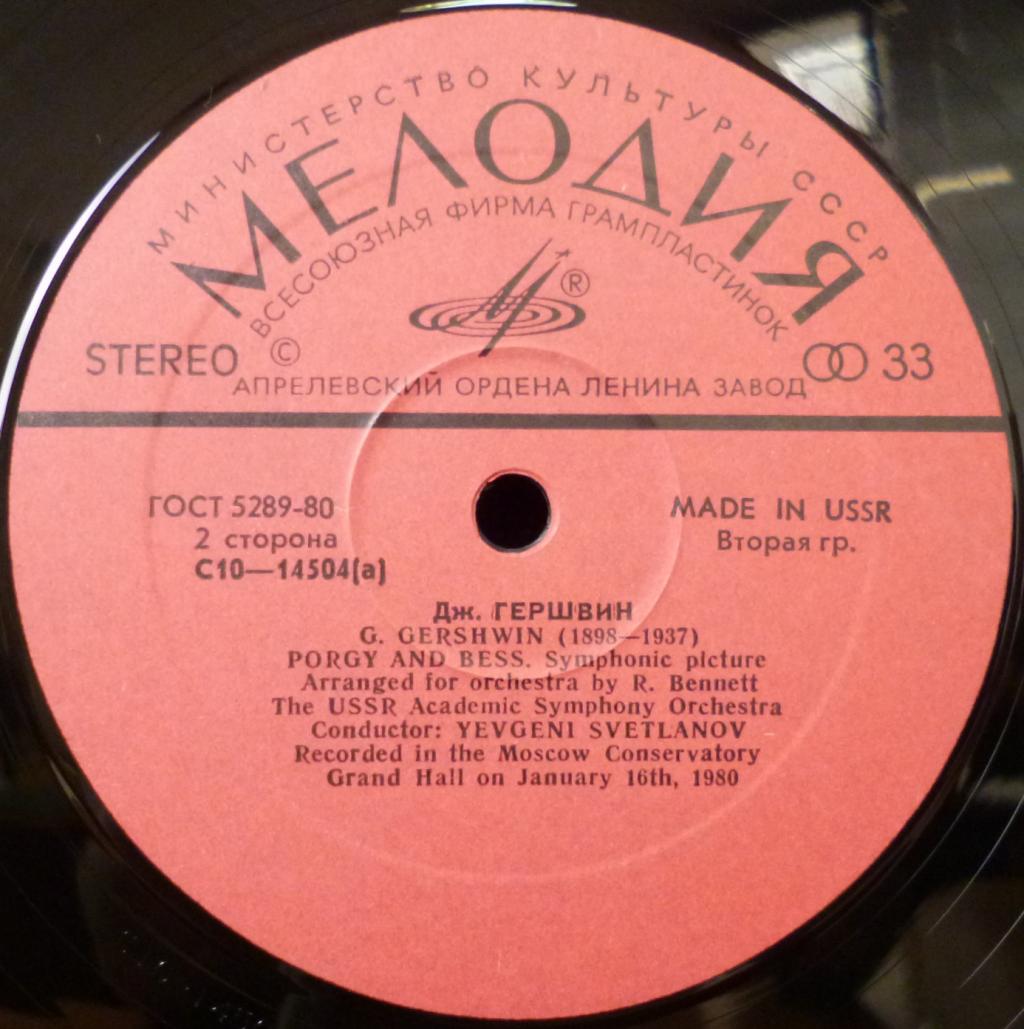 МИНИСТЕРСТВО КУЛЬТУРЫ СССР
МЕЛОДИЯ
ВСЕСОЮЗНАЯ ФИРМА ГРАМПЛАСТИНОК
®
STEREO © 33
АПРЕЛЕВСКИЙ ОРДЕНА ЛЕНИНА ЗАВОД
ГОСТ 5289-80
2 сторона
С10—14504(а)
MADE IN USSR
Вторая гр.
Дж. ГЕРШВИН
G. GERSHWIN (1898—1937)
PORGY AND BESS. Symphonic picture
Arranged for orchestra by R. Bennett
The USSR Academic Symphony Orchestra
Conductor: YEVGENI SVETLANOV
Recorded in the Moscow Conservatory
Grand Hall on January 16th, 1980